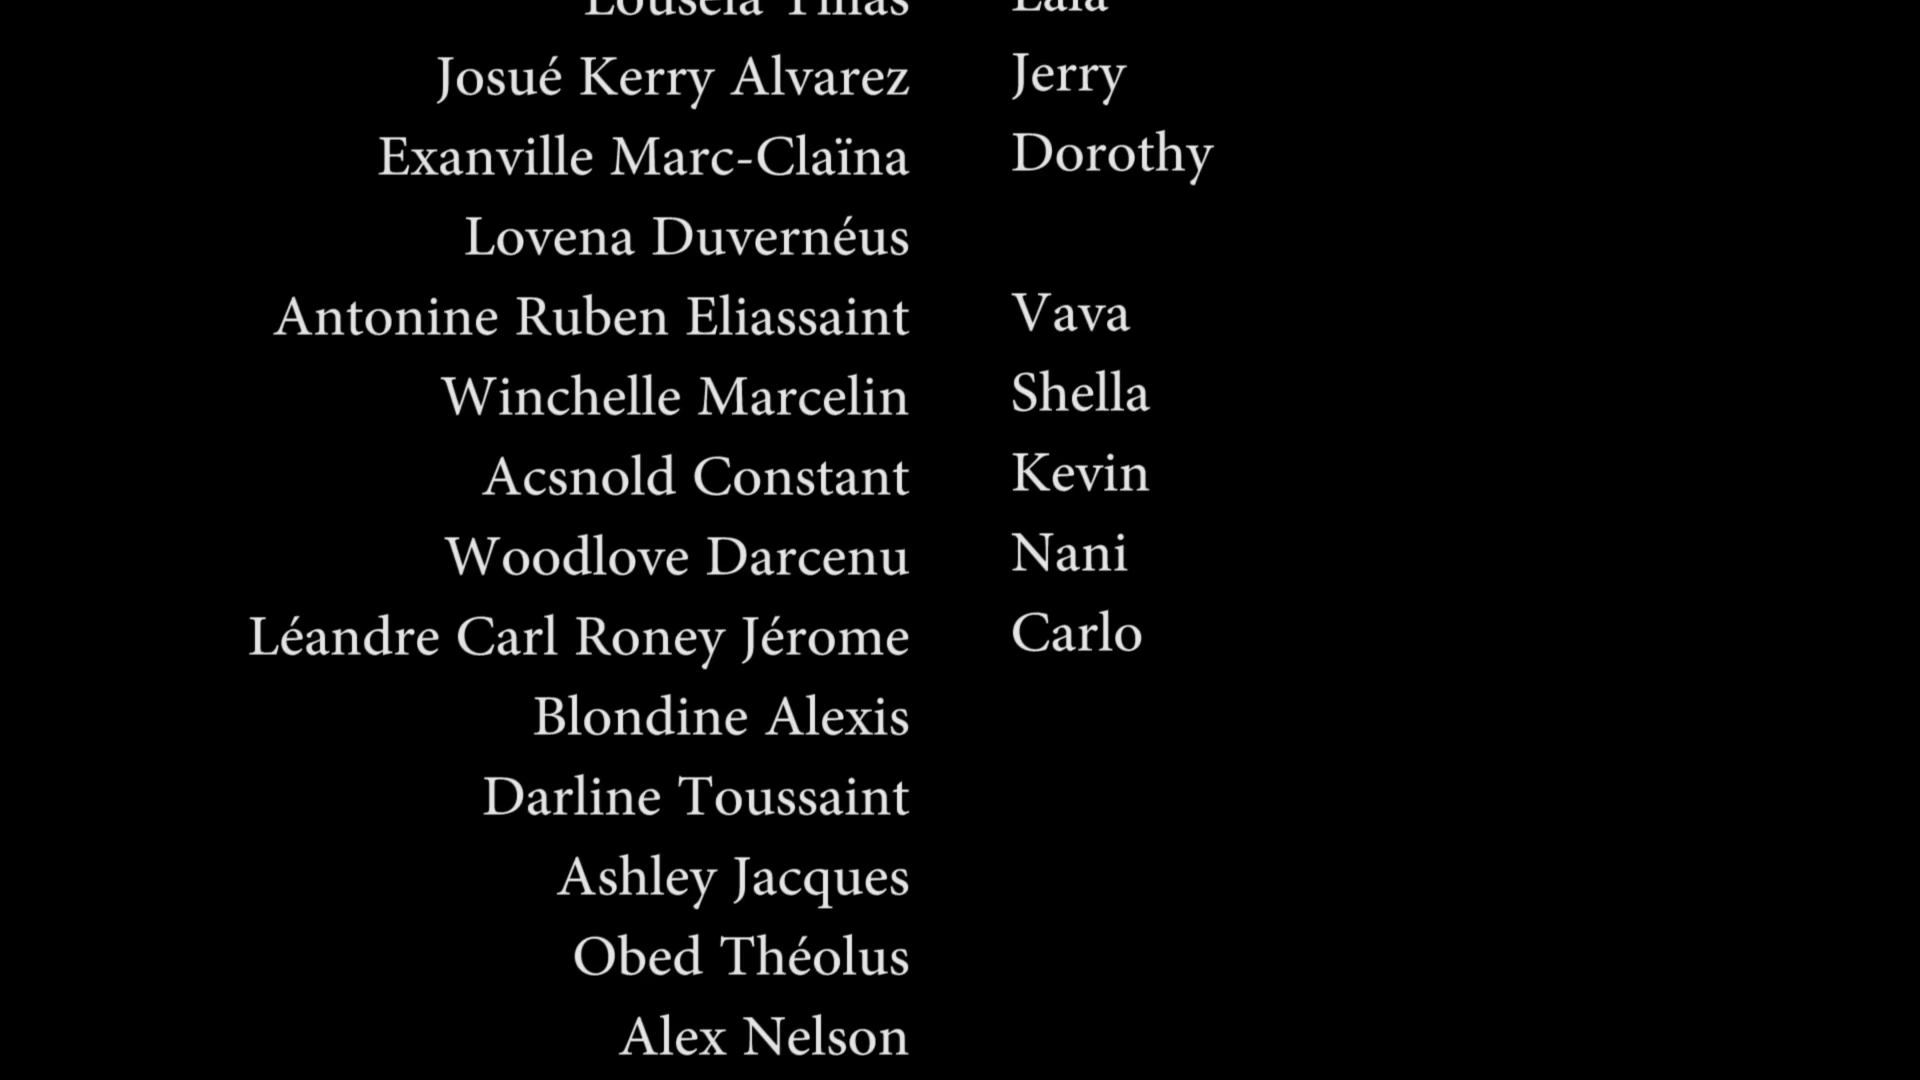 Josué Kerry Alvarez Jerry
Exanville Marc-Claïna Dorothy
Lovena Duvernéus
Antonine Ruben Eliassaint Vava
Winchelle Marcelin Shella
Acsnold Constant Kevin
Woodlove Darcenu Nani
Léandre Carl Roney Jérome Carlo
Blondine Alexis
Darline Toussaint
Ashley Jacques
Obed Théolus
Alex Nelson